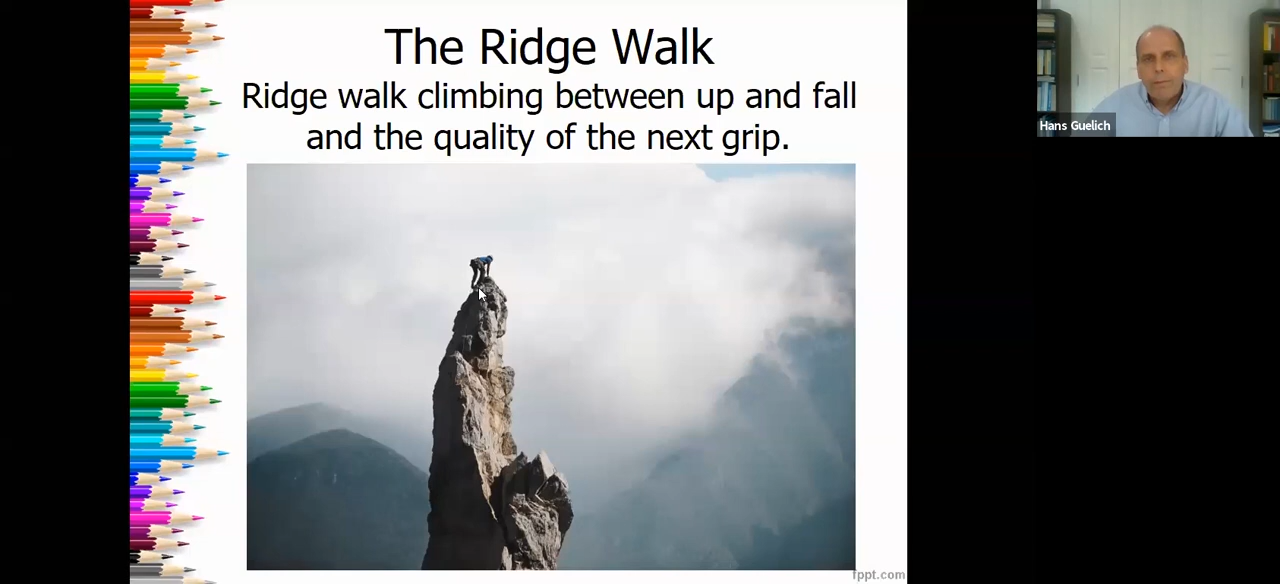 The Ridge Walk
Ridge walk climbing between up and fall
and the quality of the next grip.
Hans Guelich
fppt.com